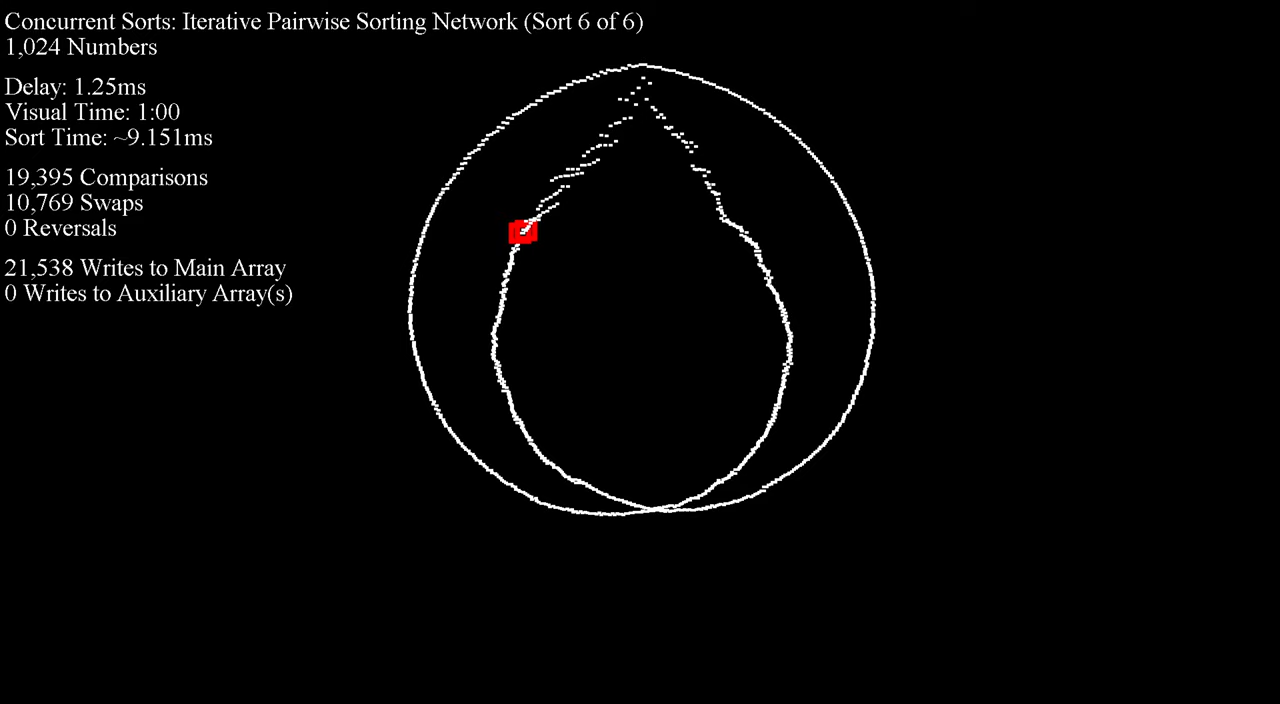 Concurrent Sorts: Iterative Pairwise Sorting Network (Sort 6 of 6)
1,024 Numbers
Delay: 1.25ms
Visual Time: 1:00
Sort Time: ~9.151ms
19,395 Comparisons
10,769 Swaps
0 Reversals
21,538 Writes to Main Array
0 Writes to Auxiliary Array(s)